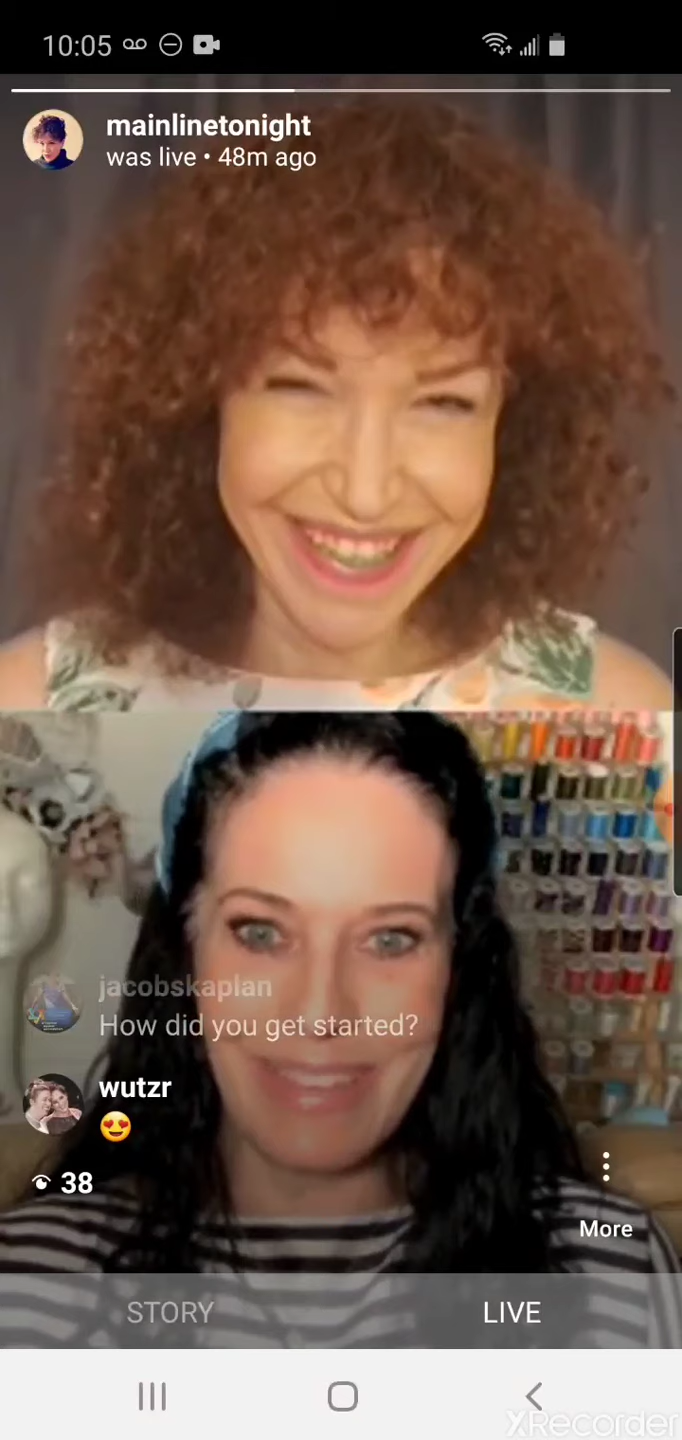 10:05
mainlinetonight
was live • 48m ago
jacobskaplan
How did you get started?
wutzr
😍
38
More
STORY
LIVE
XRecorder